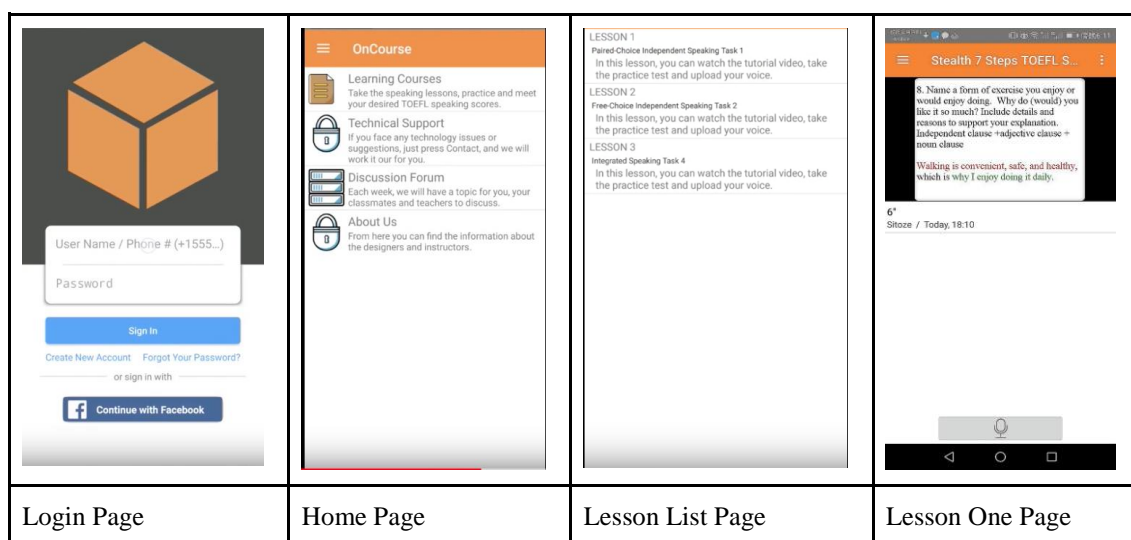 User Name / Phone # (+1555...)
Password
Sign In
Create New Account Forgot Your Password?
or sign in with
f Continue with Facebook
Login Page
OnCourse
Learning Courses
Take the speaking lessons, practice and meet
your desired TOEFL speaking scores.
Technical Support
If you face any technology issues or
suggestions, just press Contact, and we will
work it our for you.
Discussion Forum
Each week, we will have a topic for you, your
classmates and teachers to discuss.
About Us
From here you can find the information about
the designers and instructors.
Home Page
LESSON 1
Paired-Choice Independent Speaking Task 1
In this lesson, you can watch the tutorial video, take
the practice test and upload your voice.
LESSON 2
Free-Choice Independent Speaking Task 2
In this lesson, you can watch the tutorial video, take
the practice test and upload your voice.
LESSON 3
Integrated Speaking Task 4
In this lesson, you can watch the tutorial video, take
the practice test and upload your voice.
Lesson List Page
Stealth 7 Steps TOEFL S...
8. Name a form of exercise you enjoy or
would enjoy doing. Why do (would) you
like it so much? Include details and
reasons to support your explanation.
Independent clause +adjective clause +
noun clause
Walking is convenient, safe, and healthy,
which is why I enjoy doing it daily.
6"
Sitoze / Today, 18:10
Lesson One Page